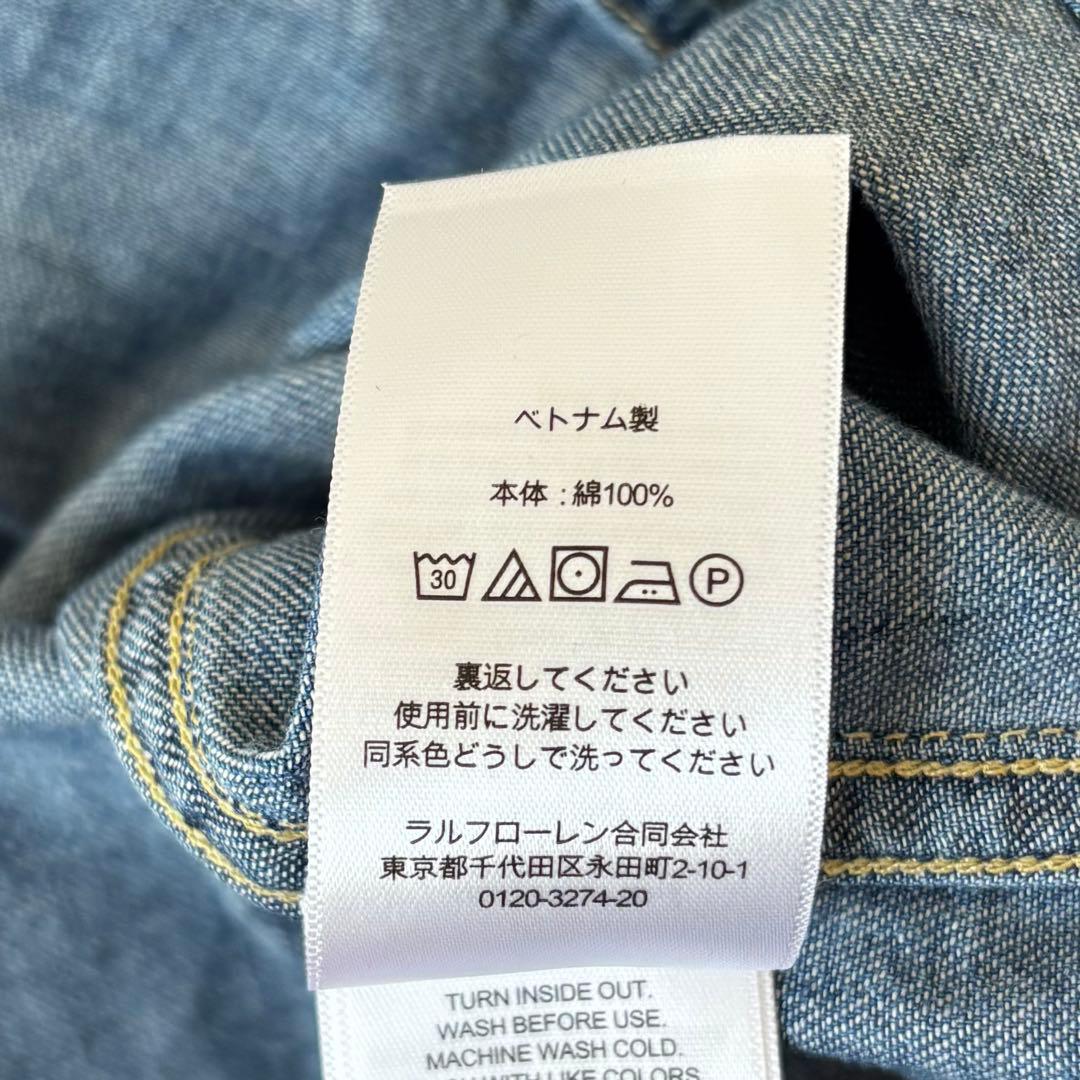 ベトナム製
本体 : 綿100%
30 P
裏返してください
使用前に洗濯してください
同系色どうしで洗ってください
ラルフローレン合同会社
東京都千代田区永田町2-10-1
0120-3274-20
TURN INSIDE OUT.
WASH BEFORE USE.
MACHINE WASH COLD.
WITH LIKE COLORS